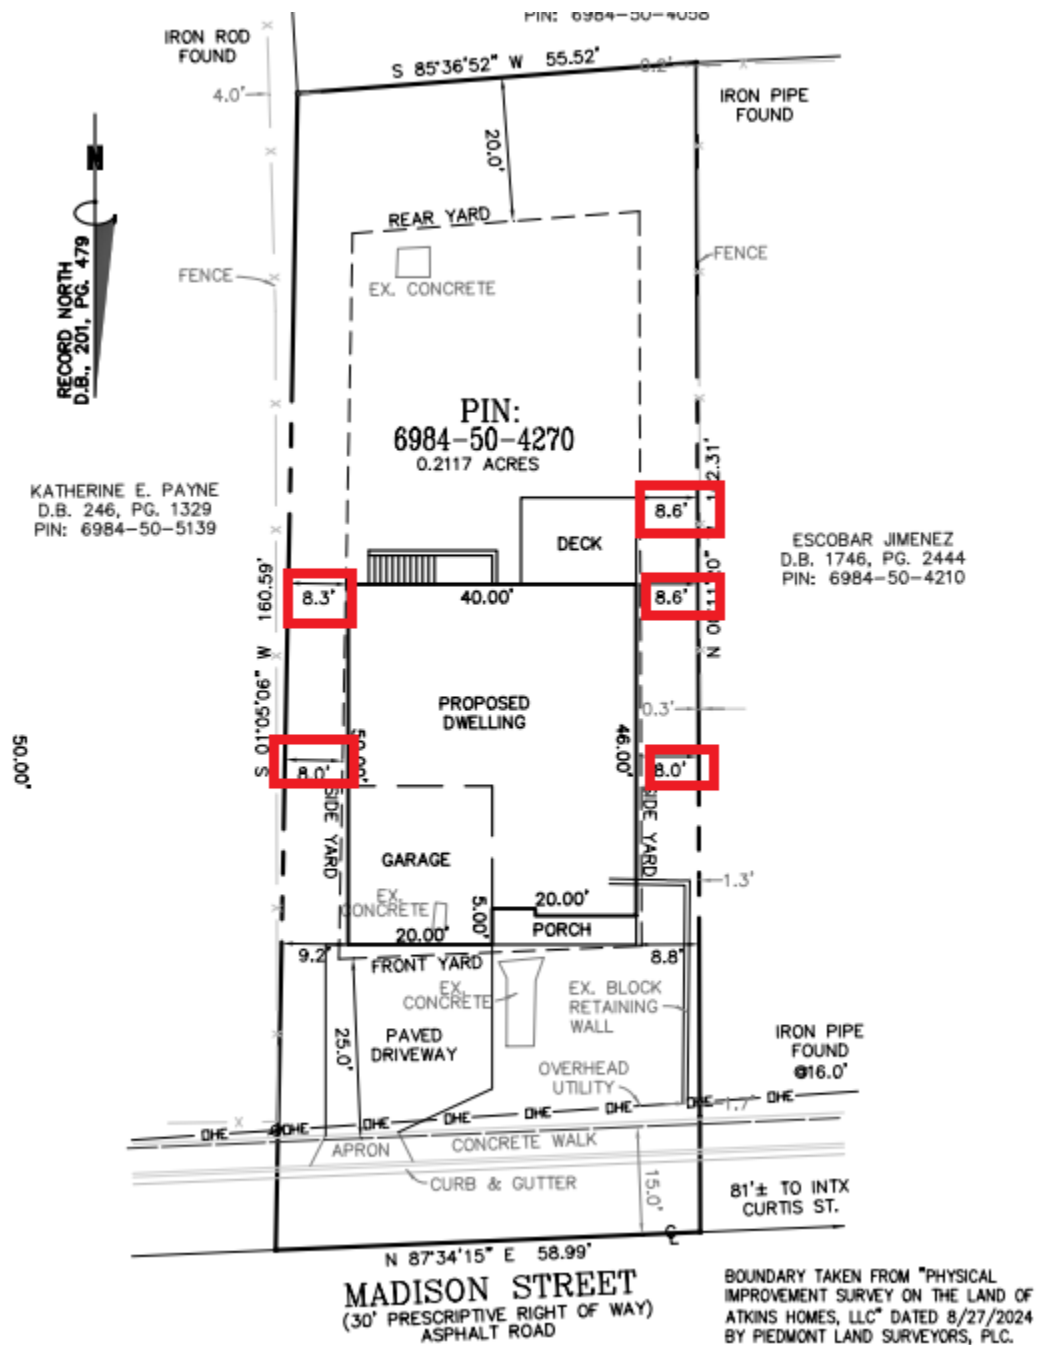 PIN: 6984-50-4058
IRON ROD
FOUND
S 85°36'52" W 55.52'
0.2'
4.0'
IRON PIPE
FOUND
N
20.0'
REAR YARD
RECORD NORTH
D.B., 201, PG. 479
FENCE
EX. CONCRETE
FENCE
PIN:
6984-50-4270
0.2117 ACRES
KATHERINE E. PAYNE
D.B. 246, PG. 1329
PIN: 6984-50-5139
8.6'
DECK
ESCOBAR JIMENEZ
D.B. 1746, PG. 2444
PIN: 6984-50-4210
S 01°05'06" W 160.59'
8.3'
40.00'
8.6'
PROPOSED
DWELLING
0.3'
50.00'
8.0'
50.00'
46.00'
8.0'
SIDE YARD
SIDE YARD
GARAGE
1.3'
EX.
CONCRETE
5.00'
20.00'
20.00'
PORCH
9.2'
FRONT YARD
8.8'
EX.
CONCRETE
EX. BLOCK
RETAINING
WALL
25.0'
PAVED
DRIVEWAY
IRON PIPE
FOUND
@16.0'
OVERHEAD
UTILITY
1.7'
OHE
OHE
OHE
OHE
OHE
OHE
OHE
OHE
APRON
CONCRETE WALK
CURB & GUTTER
15.0'
81'± TO INTX
CURTIS ST.
N 87°34'15" E 58.99'
MADISON STREET
(30' PRESCRIPTIVE RIGHT OF WAY)
ASPHALT ROAD
BOUNDARY TAKEN FROM "PHYSICAL
IMPROVEMENT SURVEY ON THE LAND OF
ATKINS HOMES, LLC" DATED 8/27/2024
BY PIEDMONT LAND SURVEYORS, PLC.